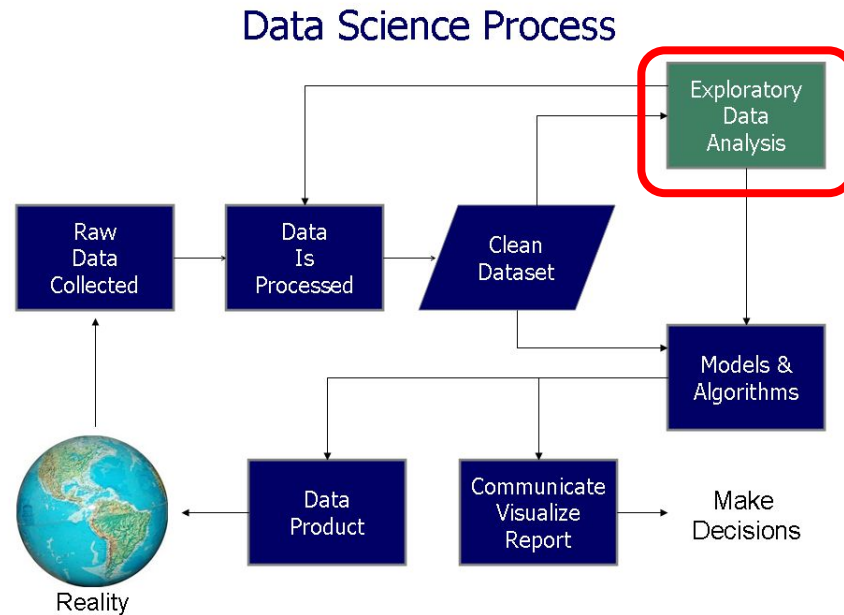 Data Science Process
Exploratory
Data
Analysis
Raw
Data
Collected
Data
Is
Processed
Clean
Dataset
Models &
Algorithms
Data
Product
Communicate
Visualize
Report
Make
Decisions
Reality